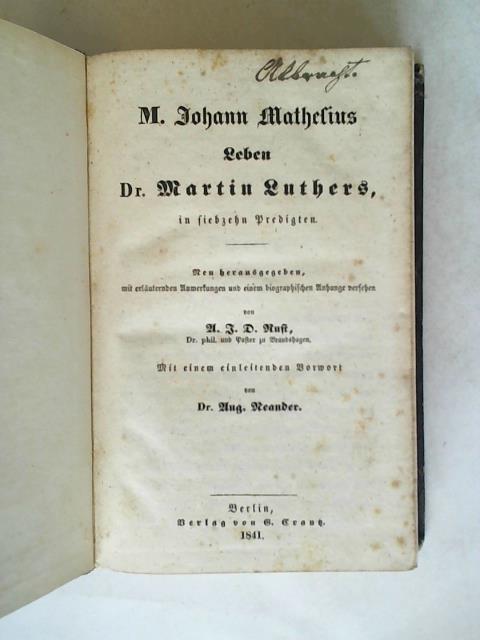 Albracht.
M. Johann Mathesius
Leben
Dr. Martin Luthers,
in siebzehn Predigten.
Neu herausgegeben,
mit erläuternden Anmerkungen und einem biographischen Anhange versehen
von
A. J. D. Rust,
Dr. phil. und Pastor zu Brandshagen.
Mit einem einleitenden Vorwort
von
Dr. Aug. Neander.
Berlin,
Verlag von G. Crantz.
1841.